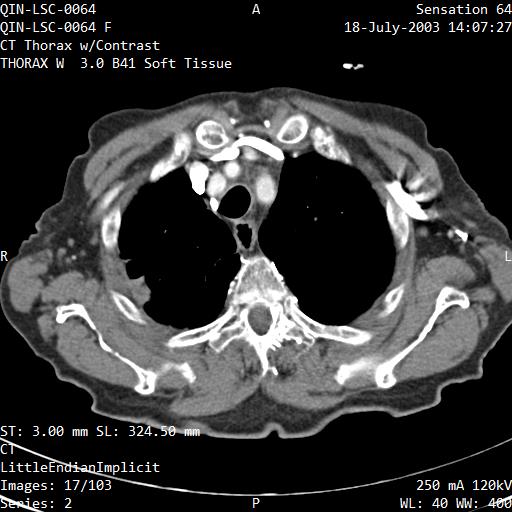 QIN-LSC-0064 A Sensation 64
QIN-LSC-0064 F 18-July-2003 14:07:27
CT Thorax w/Contrast
THORAX W 3.0 B41 Soft Tissue
R L
ST: 3.00 mm SL: 324.50 mm
CT
LittleEndianImplicit
Images: 17/103 250 mA 120kV
Series: 2 P WL: 40 WW: 400